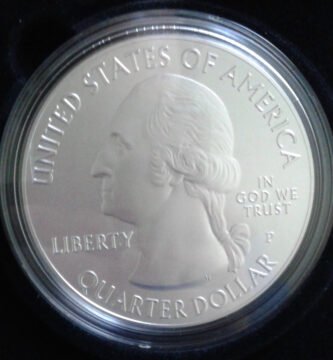 UNITED STATES OF AMERICA
IN
GOD WE
TRUST
LIBERTY
P
QUARTER DOLLAR